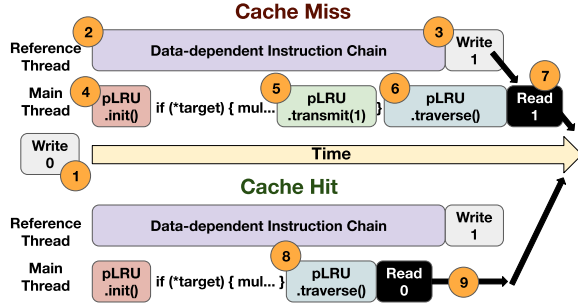 Cache Miss
2
3
Reference
Thread
Data-dependent Instruction Chain
Write
1
4
5
6
7
Main
Thread
pLRU
.init()
if (*target) { mul...
pLRU
.transmit(1)
}
pLRU
.traverse()
Read
1
Write
0
1
Time
Cache Hit
Reference
Thread
Data-dependent Instruction Chain
Write
1
8
Main
Thread
pLRU
.init()
if (*target) { mul... }
pLRU
.traverse()
Read
0
9